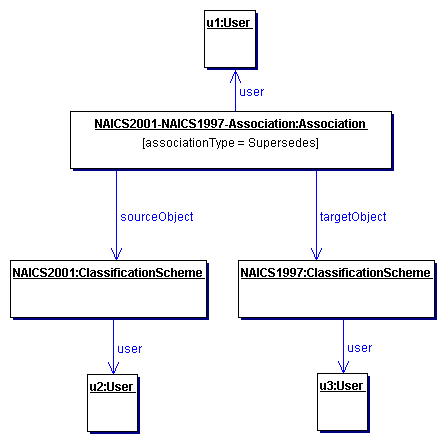 u1:User
user
NAICS2001-NAICS1997-Association:Association
[associationType = Supersedes]
sourceObject
targetObject
NAICS2001:ClassificationScheme
NAICS1997:ClassificationScheme
user
user
u2:User
u3:User